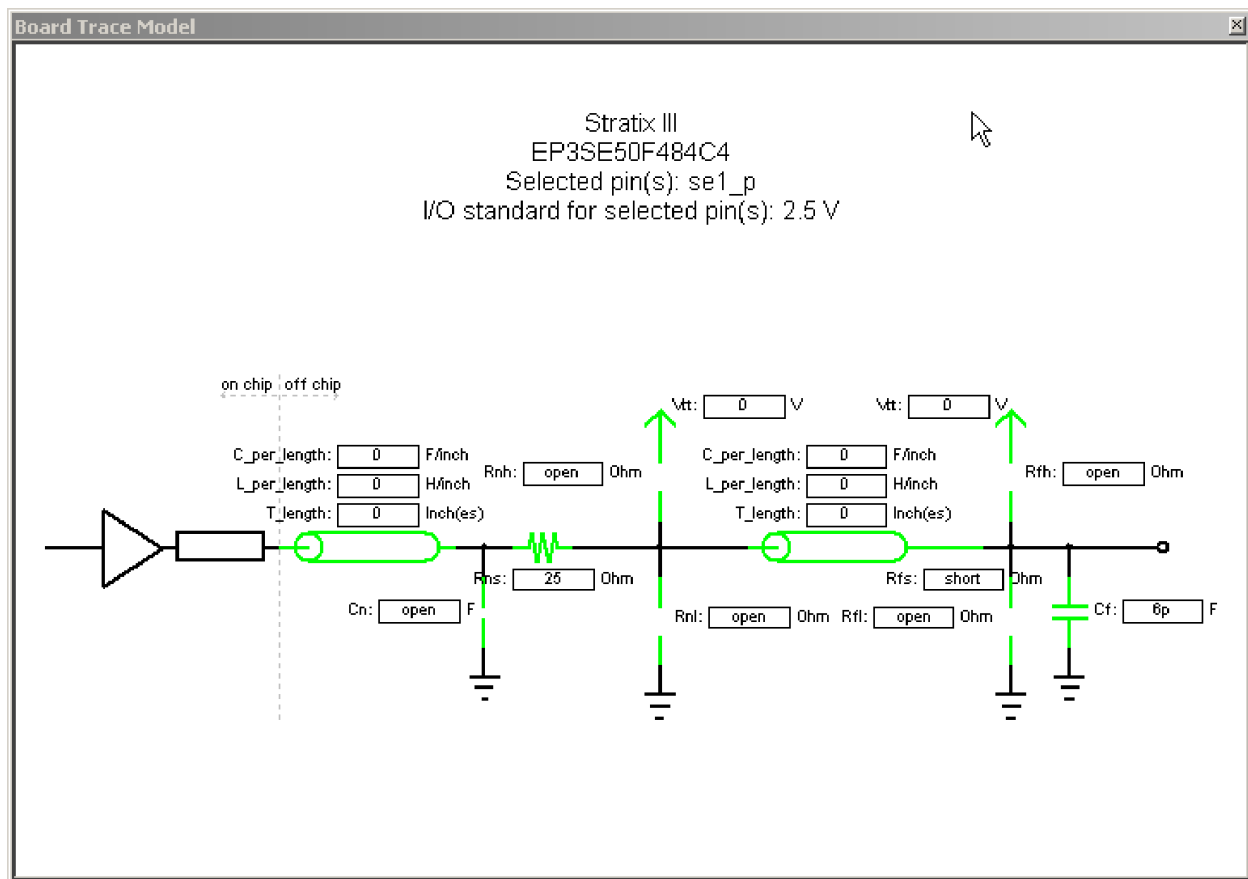 Board Trace Model
Stratix III
EP3SE50F484C4
Selected pin(s): se1_p
I/O standard for selected pin(s): 2.5 V
on chip off chip
Vtt: 0 V Vtt: 0 V
C_per_length: 0 F/inch C_per_length: 0 F/inch
Rnh: open Ohm Rfh: open Ohm
L_per_length: 0 H/inch L_per_length: 0 H/inch
T_length: 0 Inch(es) T_length: 0 Inch(es)
Rns: 25 Ohm Rfs: short Ohm
Cn: open F Rnl: open Ohm Rfl: open Ohm Cf: 6p F